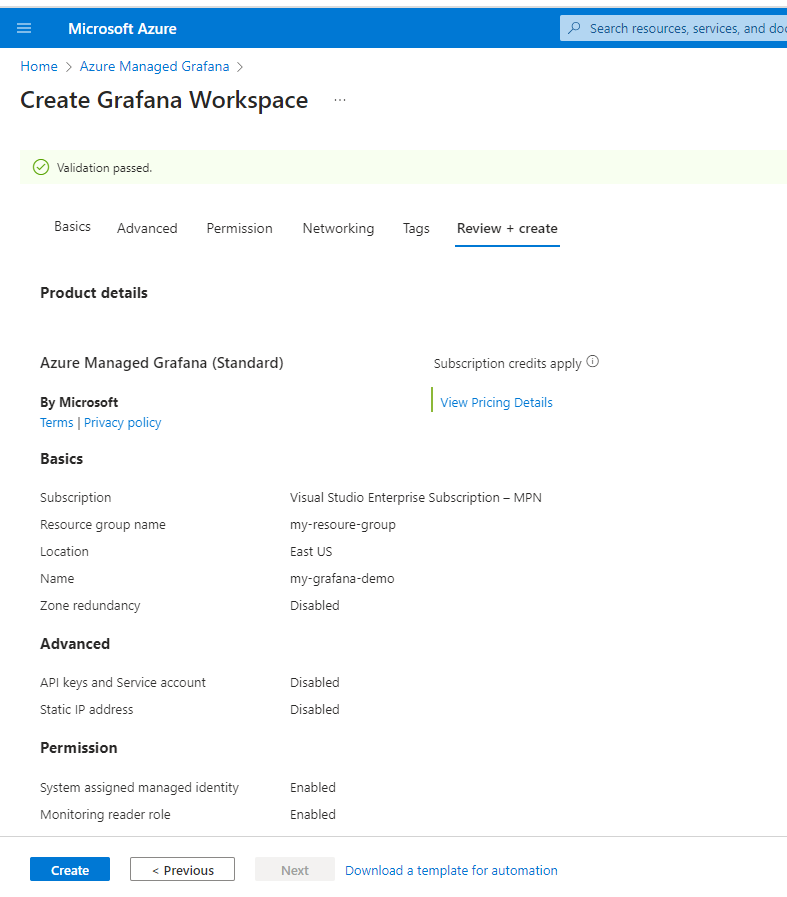 Microsoft Azure
Search resources, services, and doc
Home > Azure Managed Grafana >
Create Grafana Workspace ...
Validation passed.
Basics Advanced Permission Networking Tags Review + create
Product details
Azure Managed Grafana (Standard)
Subscription credits apply
By Microsoft
View Pricing Details
Terms | Privacy policy
Basics
Subscription Visual Studio Enterprise Subscription – MPN
Resource group name my-resoure-group
Location East US
Name my-grafana-demo
Zone redundancy Disabled
Advanced
API keys and Service account Disabled
Static IP address Disabled
Permission
System assigned managed identity Enabled
Monitoring reader role Enabled
Create < Previous Next Download a template for automation